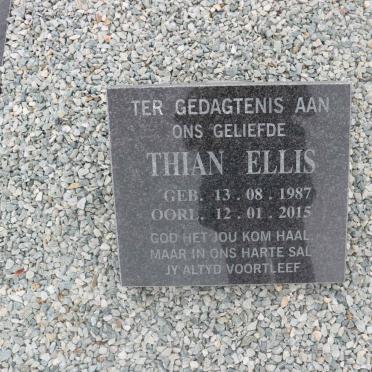 TER GEDAGTENIS AAN
ONS GELIEFDE
THIAN ELLIS
GEB. 13 . 08 . 1987
OORL. 12 . 01 . 2015
GOD HET JOU KOM HAAL
MAAR IN ONS HARTE SAL
JY ALTYD VOORTLEEF